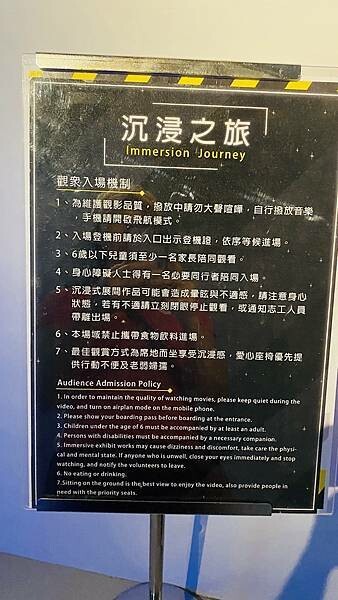 沉浸之旅
Immersion Journey
觀眾入場機制
1、為維護觀影品質，撥放中請勿大聲喧嘩，自行撥放音樂
手機請開啟飛航模式。
2、入場登機前請於入口出示登機證，依序等候進場。
3、6歲以下兒童須至少一名家長陪同觀看。
4、身心障礙人士得有一名必要同行者陪同入場。
5、沉浸式展開作品可能會造成暈眩與不適感，請注意身心
狀態，若有不適請立刻閉眼停止觀看，或通知志工人員
帶離出場。
6、本場域禁止攜帶食物飲料進場。
7、最佳觀賞方式為席地而坐享受沉浸感，愛心座椅優先提
供行動不便及老弱婦孺。
Audience Admission Policy
1. In order to maintain the quality of watching movies, please keep quiet during the
video, and turn on airplan mode on the mobile phone.
2. Please show your boarding pass before boarding at the entrance.
3. Children under the age of 6 must be accompanied by at least an adult.
4. Persons with disabilities must be accompanied by a necessary companion.
5. Immersive exhibit works may cause dizziness and discomfort, take care the physi-
cal and mental state. If anyone who is unwell, close your eyes immediately and stop
watching, and notify the volunteers to leave.
6. No eating or drinking.
7.Sitting on the ground is the best view to enjoy the video, also provide people in
need with the priority seats.